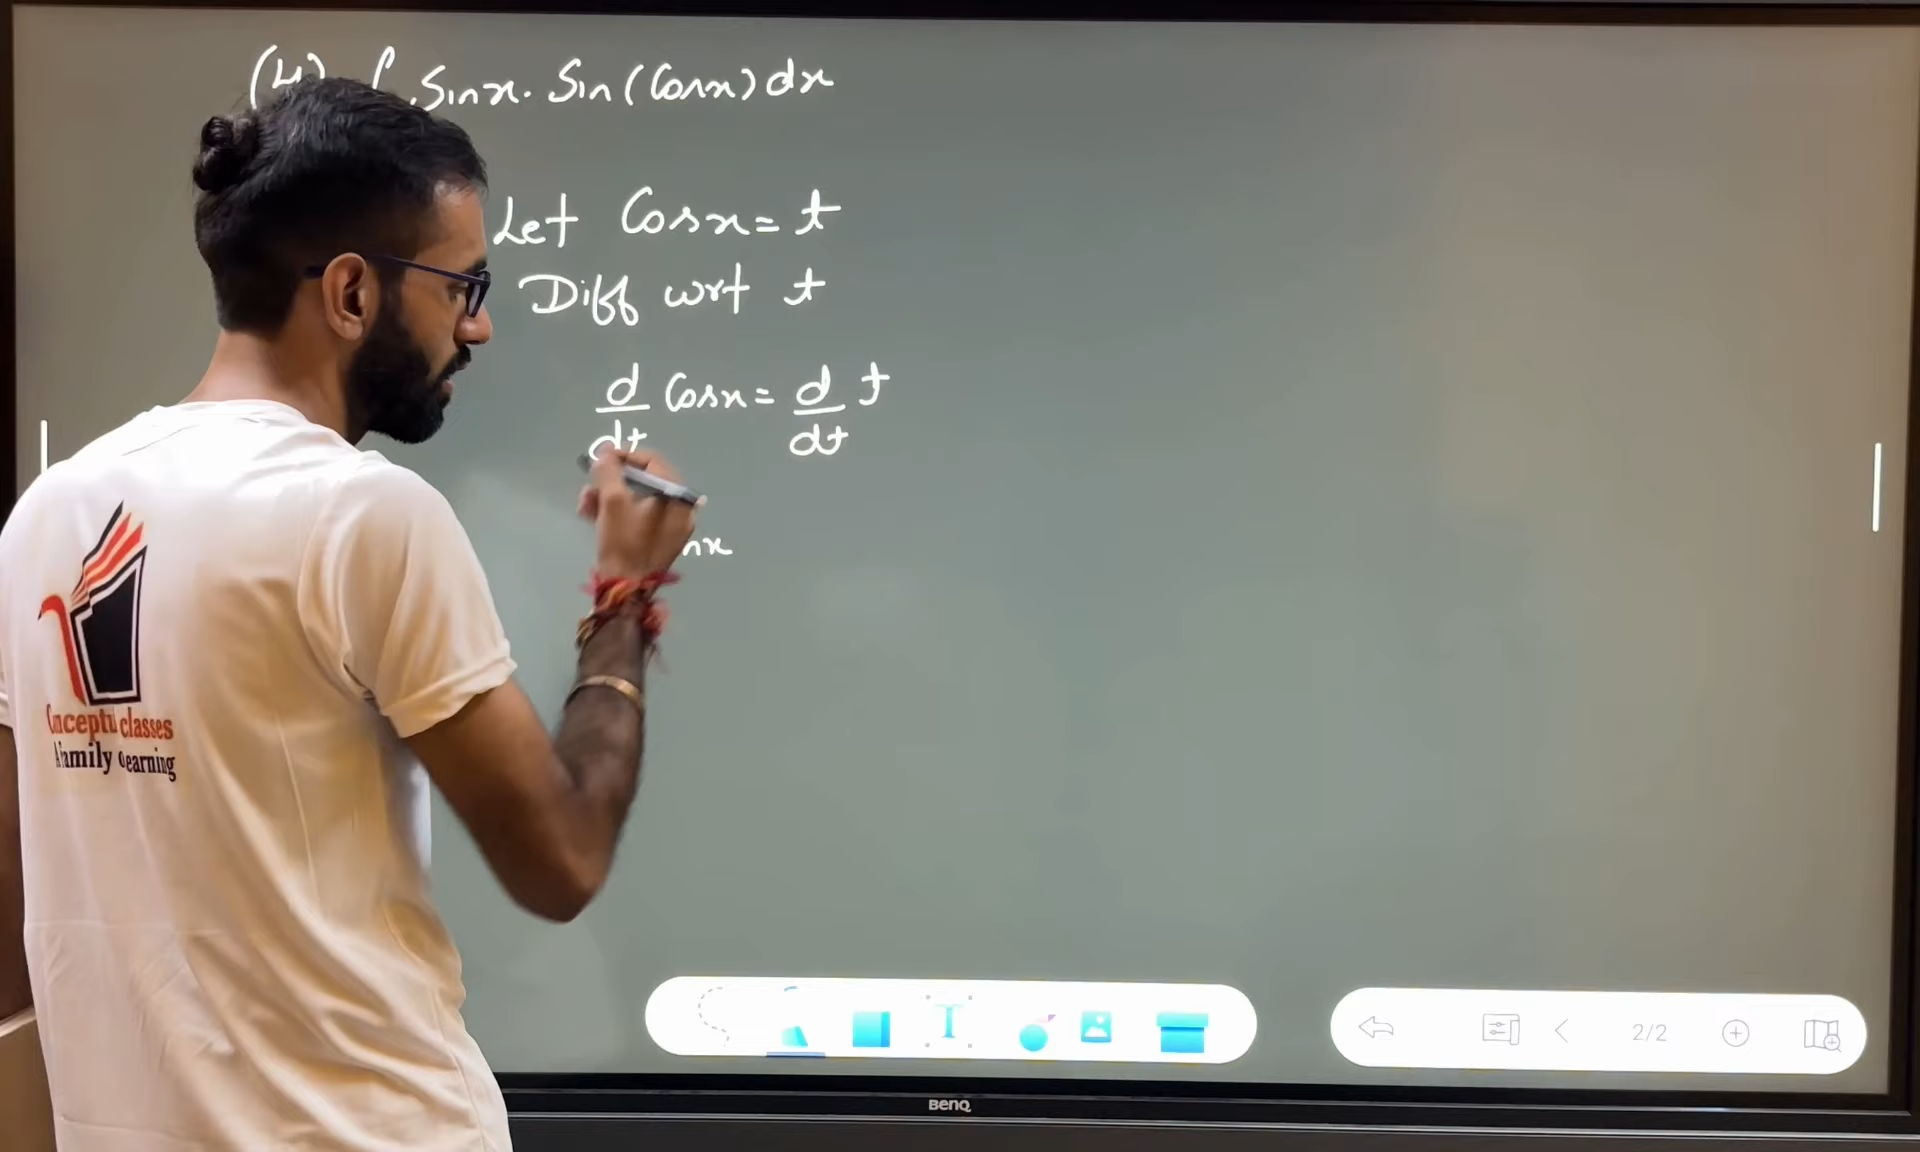 (4) ∫ Sinx. Sin (Cosx) dx
Let Cosx = t
Diff wrt t
d/dt Cosx = d/dt t
nx
Conceptu classes
A family o earning
T
2/2
BenQ